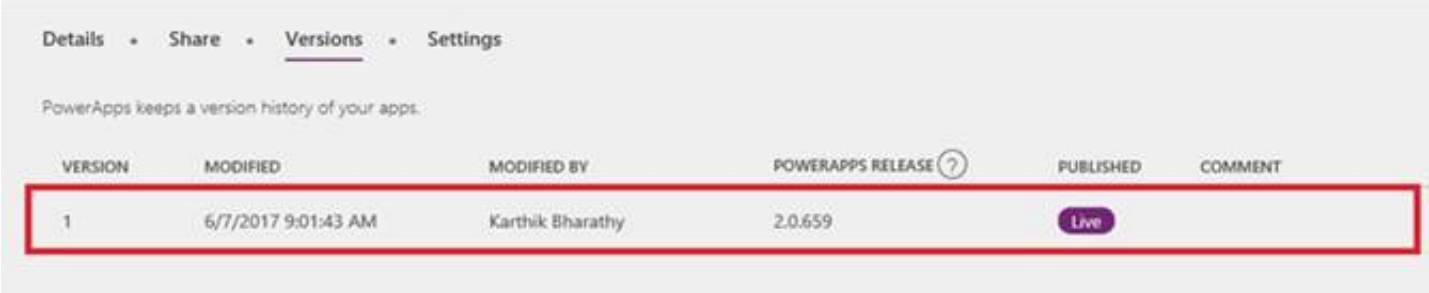 Details • Share • Versions • Settings
PowerApps keeps a version history of your apps.
VERSION MODIFIED MODIFIED BY POWERAPPS RELEASE ? PUBLISHED COMMENT
1 6/7/2017 9:01:43 AM Karthik Bharathy 2.0.659 Live